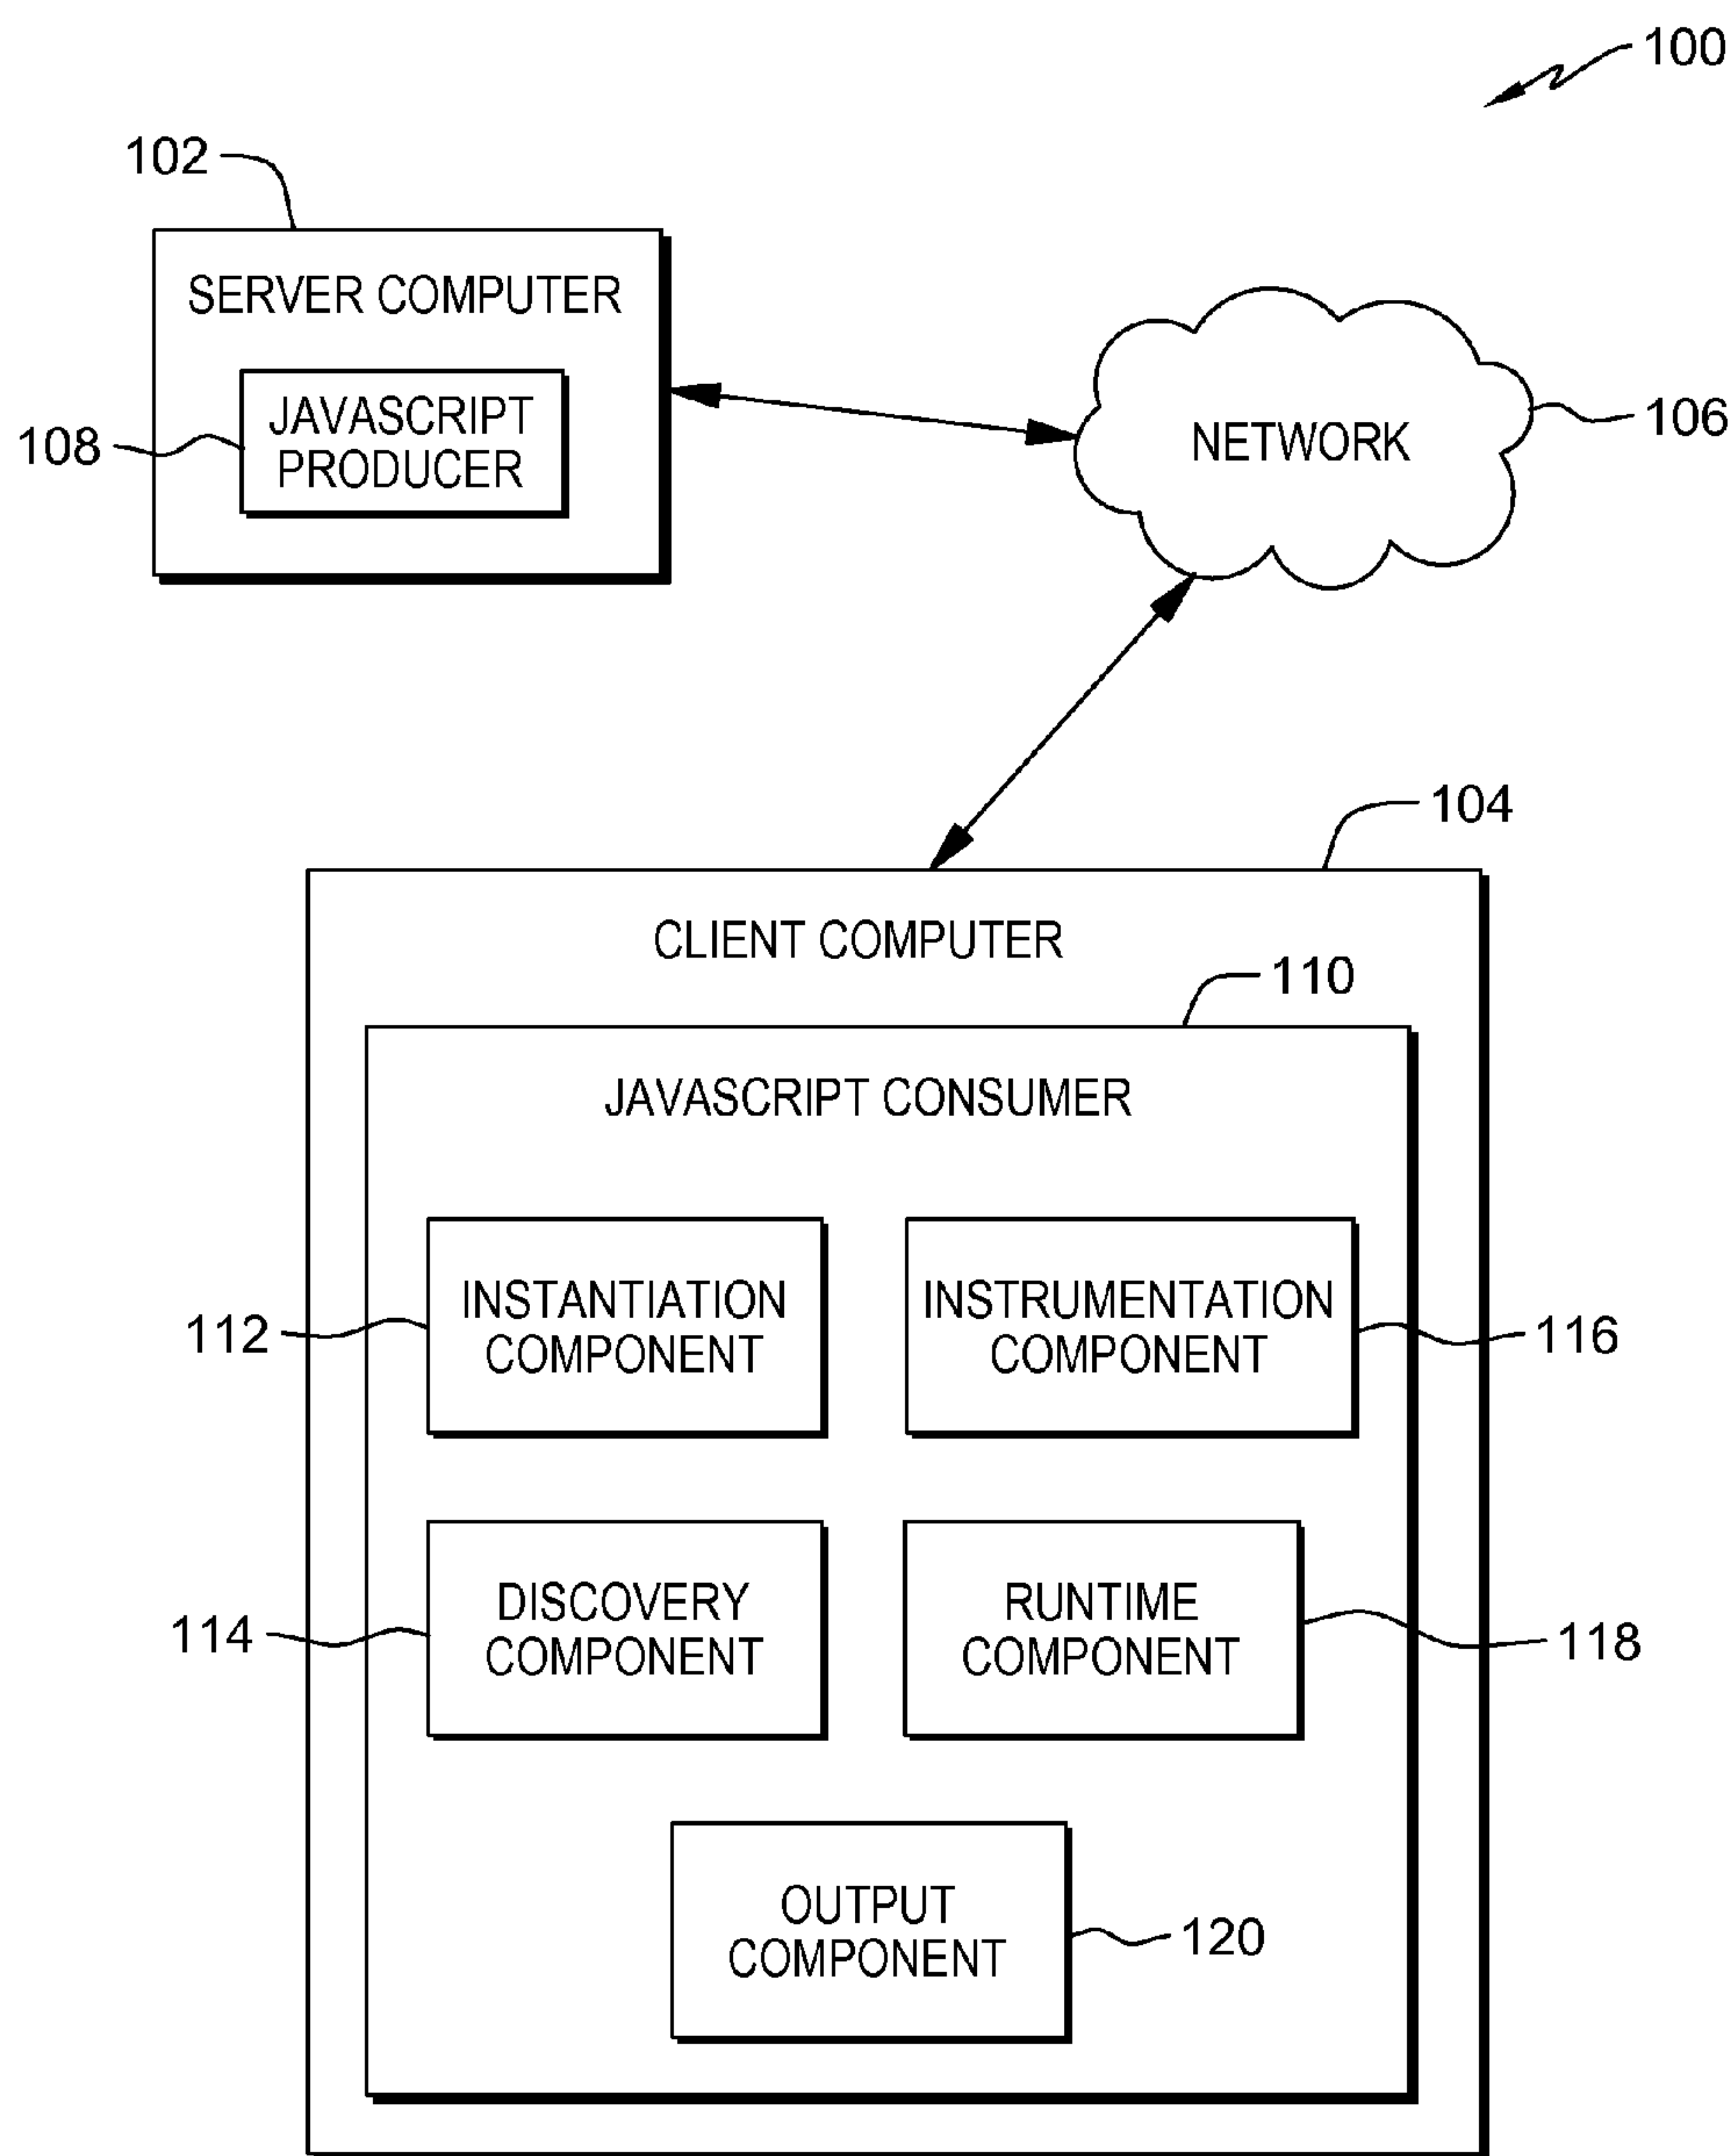 100
102
SERVER COMPUTER
108
JAVASCRIPT
PRODUCER
NETWORK
106
104
CLIENT COMPUTER
110
JAVASCRIPT CONSUMER
112
INSTANTIATION
COMPONENT
INSTRUMENTATION
COMPONENT
116
114
DISCOVERY
COMPONENT
RUNTIME
COMPONENT
118
OUTPUT
COMPONENT
120